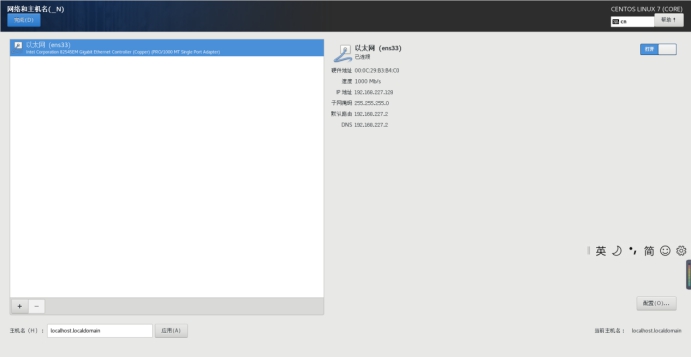 网络和主机名(_N)
CENTOS LINUX 7 (CORE)
完成(D)
cn
帮助!
以太网 (ens33)
Intel Corporation 82545EM Gigabit Ethernet Controller (Copper) (PRO/1000 MT Single Port Adapter)
以太网 (ens33)
已连接
打开
硬件地址 00:0C:29:B3:B4:C0
速度 1000 Mb/s
IP 地址 192.168.227.128
子网掩码 255.255.255.0
默认路由 192.168.227.2
DNS 192.168.227.2
英 简
+ −
配置(O)...
主机名 (H) : localhost.localdomain 应用(A)
当前主机名: localhost.localdomain